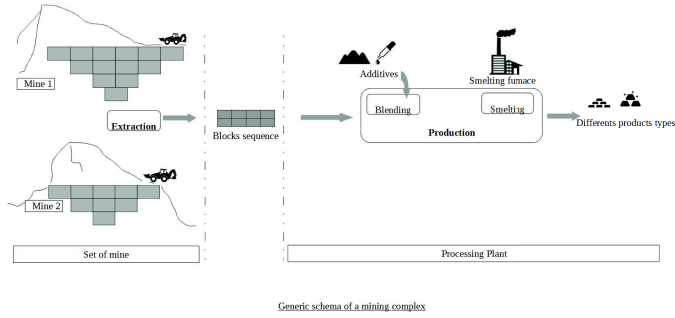 Mine 1
Extraction
Mine 2
Set of mine
Blocks sequence
Additives
Smelting fumace
Blending
Smelting
Production
Differents products types
Processing Plant
Generic schema of a mining complex